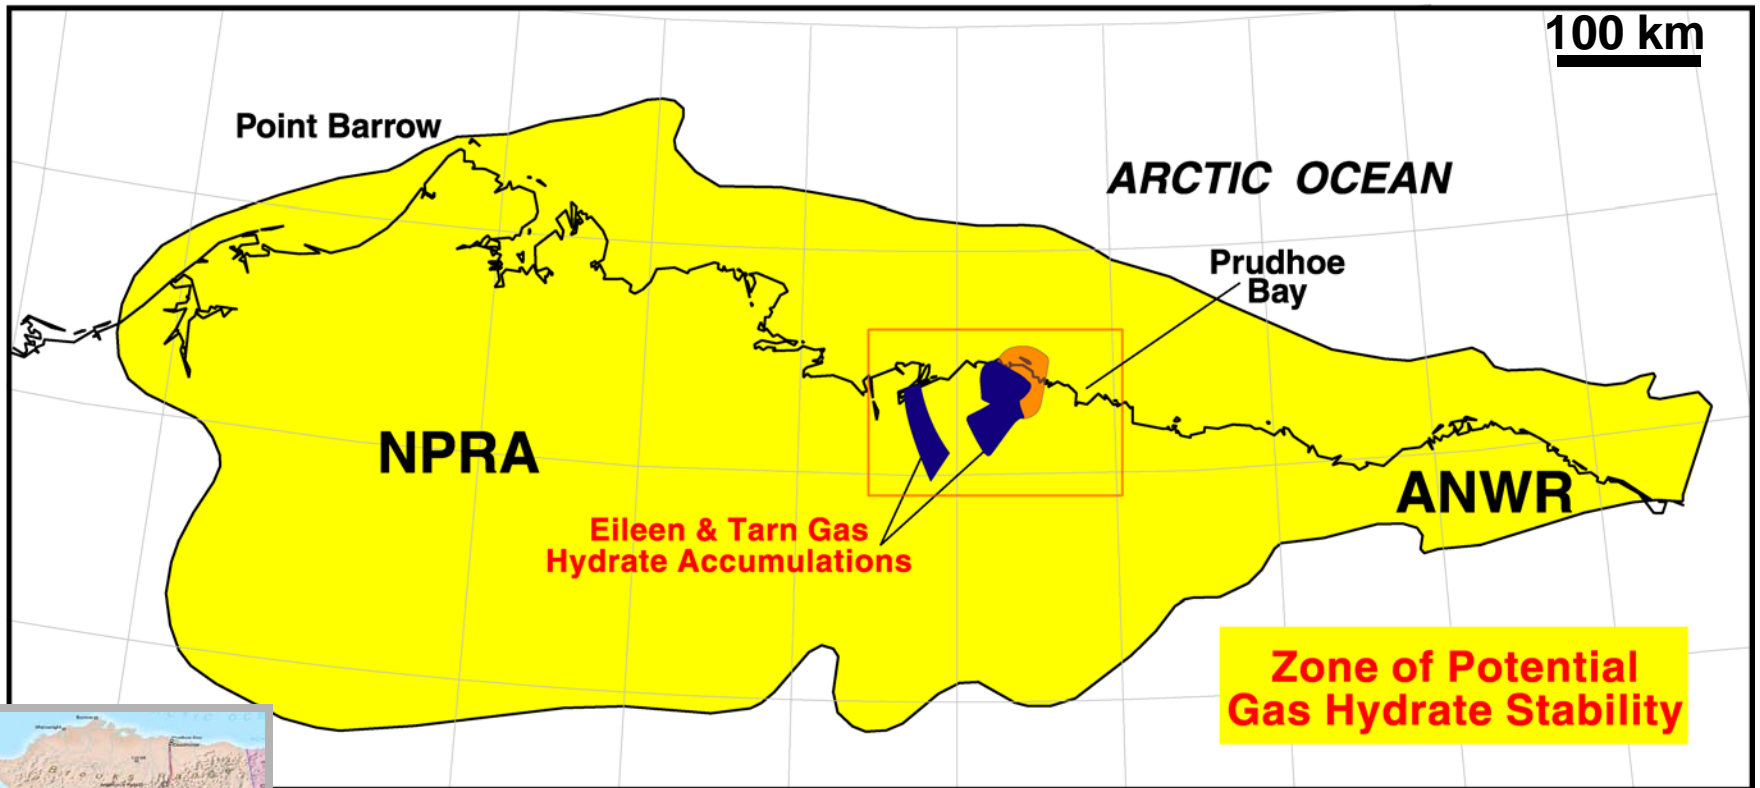 100 km
Point Barrow
ARCTIC OCEAN
Prudhoe
Bay
NPRA
ANWR
Eileen & Tarn Gas
Hydrate Accumulations
Zone of Potential
Gas Hydrate Stability